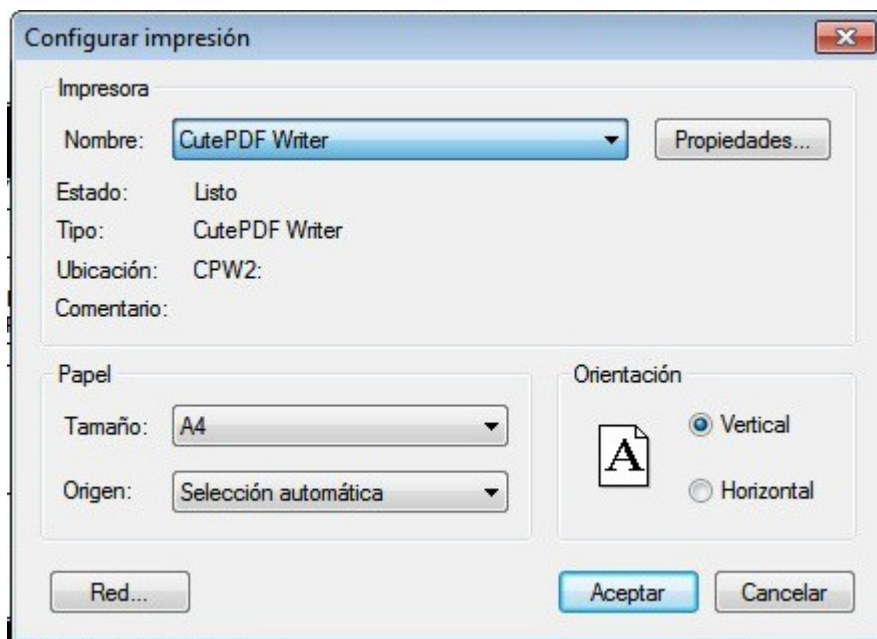 Configurar impresión
Impresora
Nombre: CutePDF Writer Propiedades...
Estado: Listo
Tipo: CutePDF Writer
Ubicación: CPW2:
Comentario:
Papel
Tamaño: A4
Origen: Selección automática
Orientación
A
Vertical
Horizontal
Red... Aceptar Cancelar